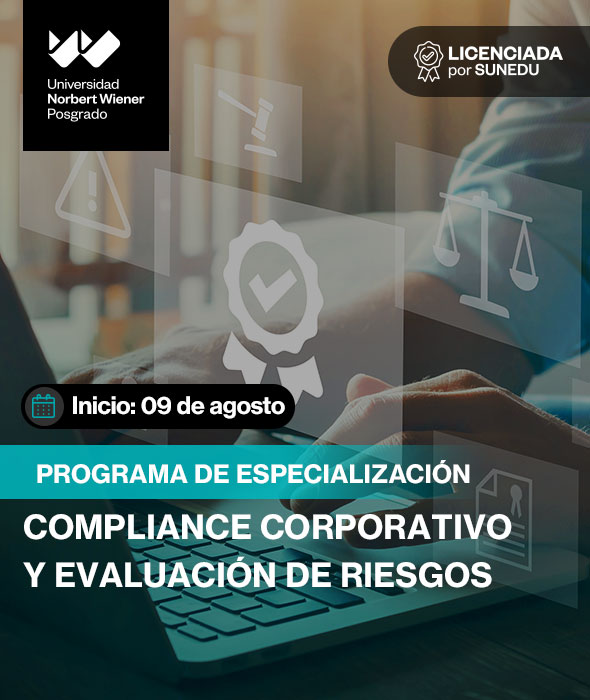 Universidad
Norbert Wiener
Posgrado
LICENCIADA
por SUNEDU
Inicio: 09 de agosto
PROGRAMA DE ESPECIALIZACIÓN
COMPLIANCE CORPORATIVO
Y EVALUACIÓN DE RIESGOS